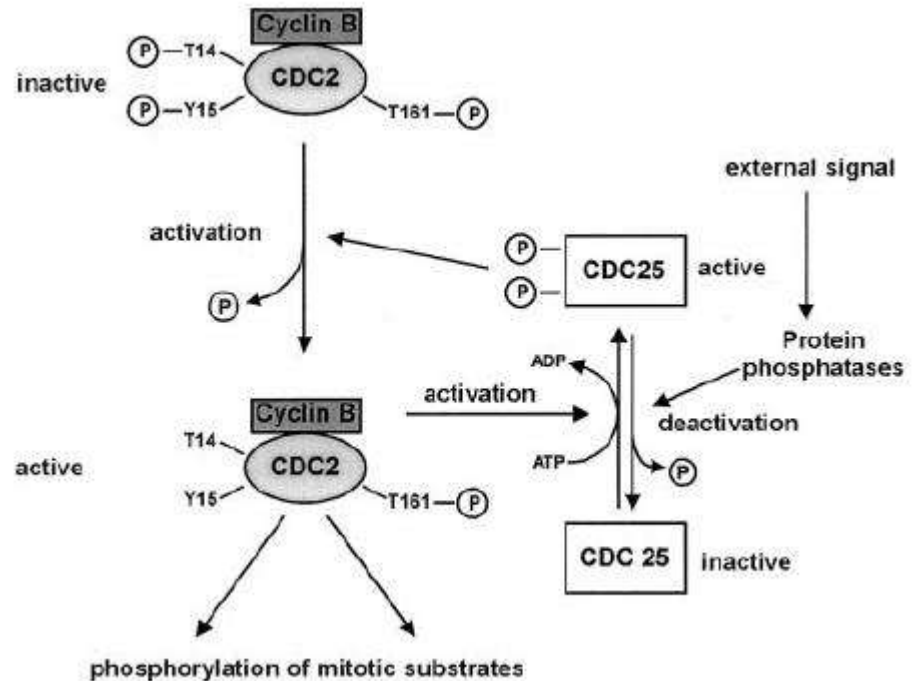 Cyclin B
P T14
CDC2
inactive
P Y15
T161 P
external signal
activation
P
CDC25
active
P
P
Protein
phosphatases
ADP
activation
Cyclin B
deactivation
T14
CDC2
active
ATP
P
Y15
T161 P
CDC 25
inactive
phosphorylation of mitotic substrates